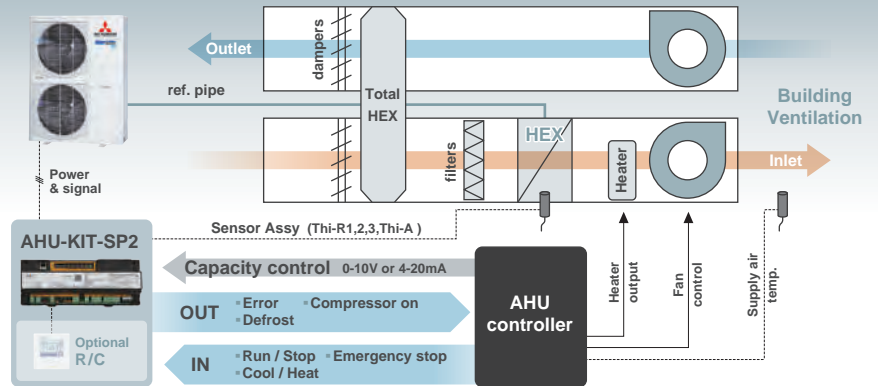 Outlet
dampers
ref. pipe
Total
HEX
Building
Ventilation
HEX
filters
Heater
Inlet
Power
& signal
Sensor Assy (Thi-R1,2,3,Thi-A )
AHU-KIT-SP2
Capacity control 0-10V or 4-20mA
OUT
Error
Compressor on
Defrost
IN
Run / Stop
Emergency stop
Cool / Heat
Optional
R/C
AHU
controller
Heater
output
Fan
control
Supply air
temp.